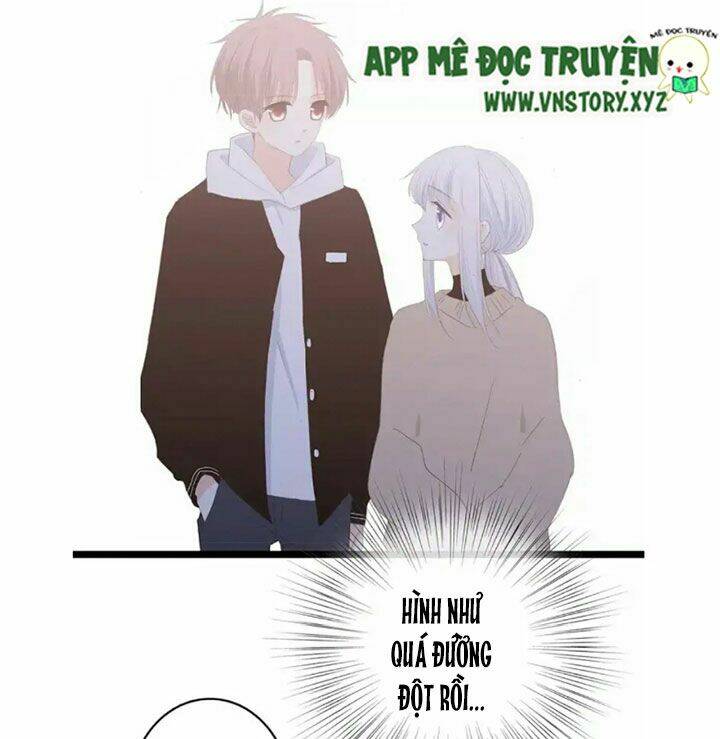 MÊ ĐỌC TRUYỆN
APP MÊ ĐỌC TRUYỆN
WWW.VNSTORY.XYZ
HÌNH NHƯ
QUÁ ĐƯỜNG
ĐỘT RỒI...